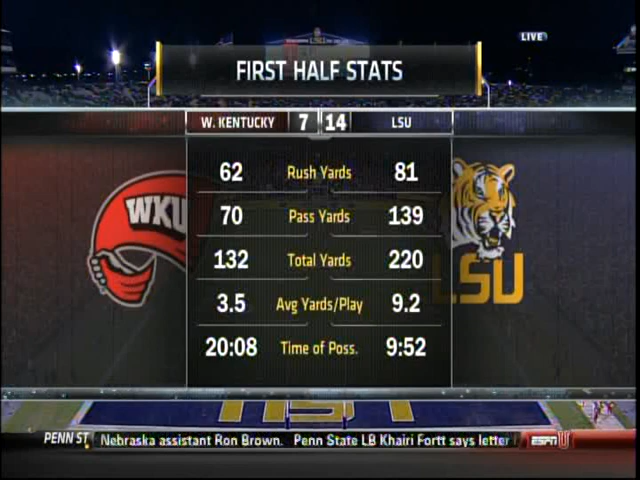 LIVE
FIRST HALF STATS
W. KENTUCKY 7 14 LSU
62 Rush Yards 81
70 Pass Yards 139
132 Total Yards 220
3.5 Avg Yards/Play 9.2
20:08 Time of Poss. 9:52
WKU
LSU
LSU
PENN ST Nebraska assistant Ron Brown. Penn State LB Khairi Fortt says letter ESPNU